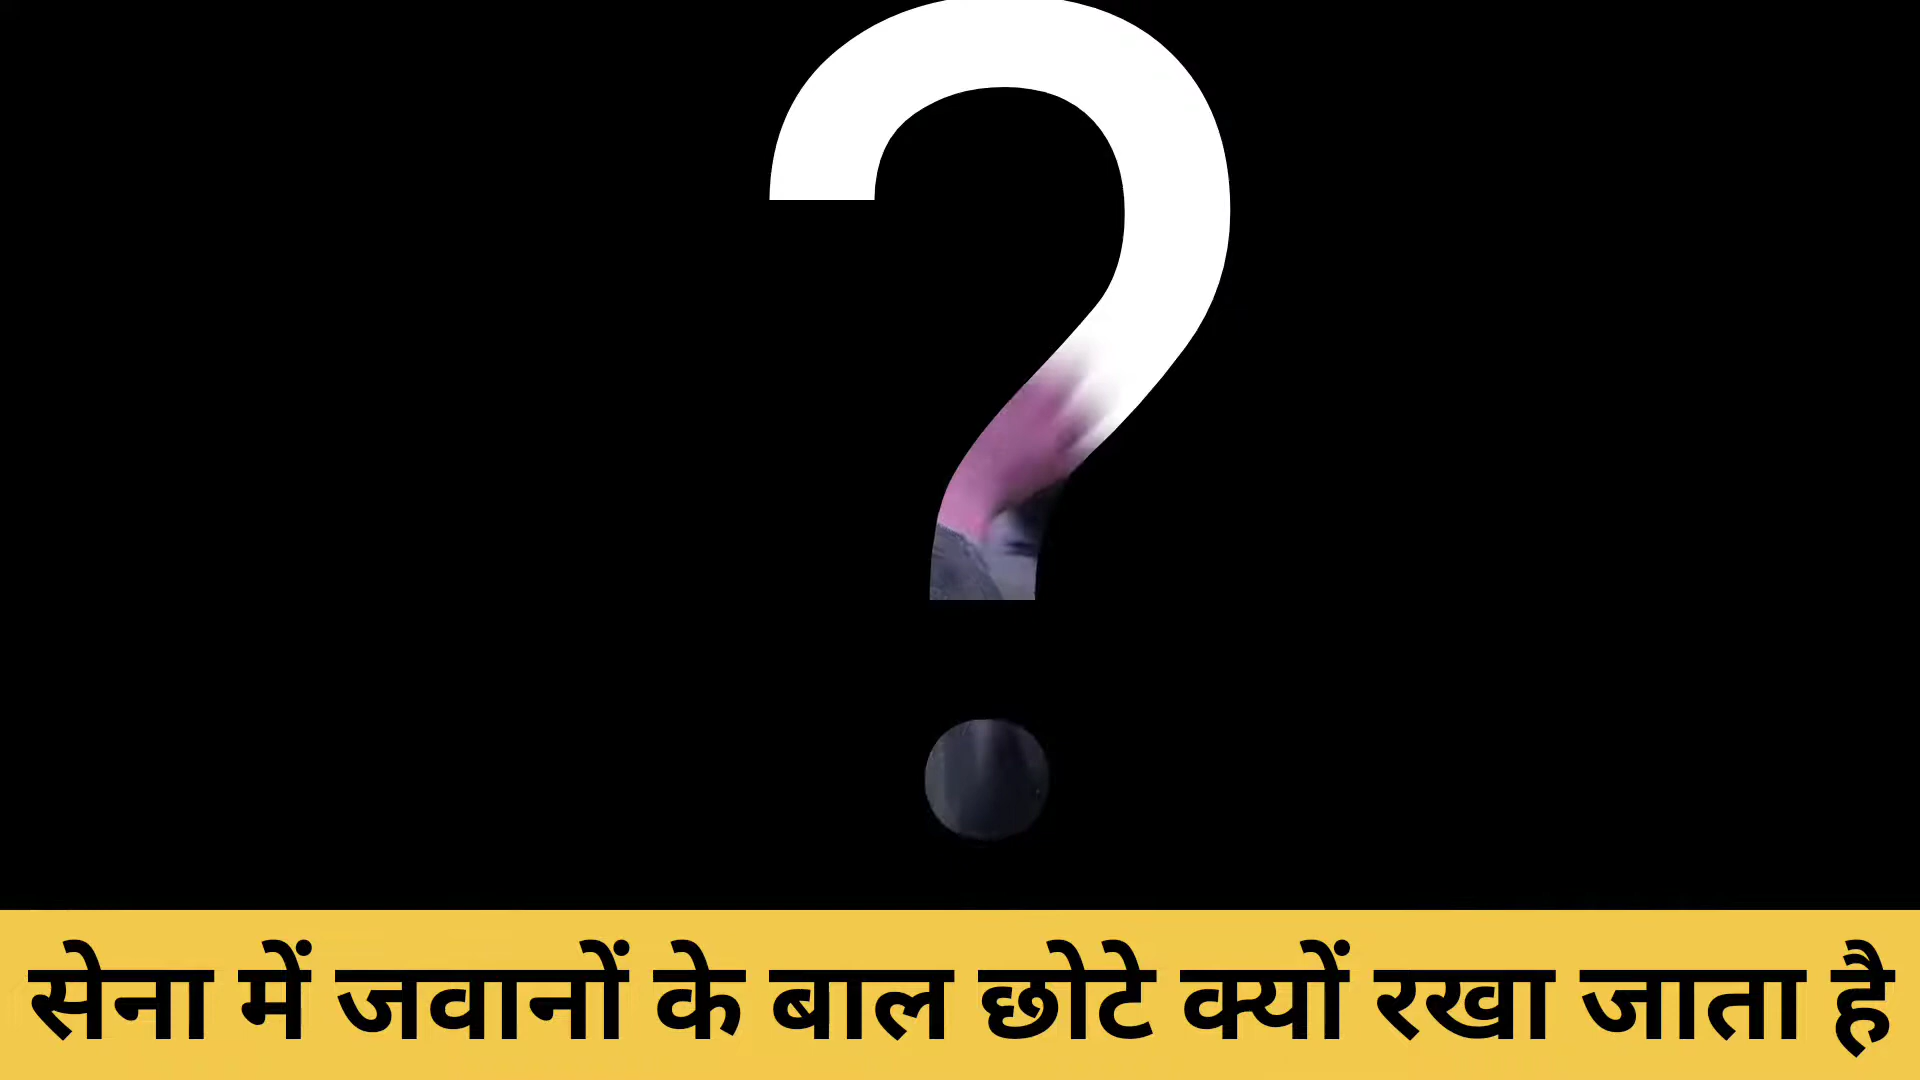 ?
सेना में जवानों के बाल छोटे क्यों रखा जाता है